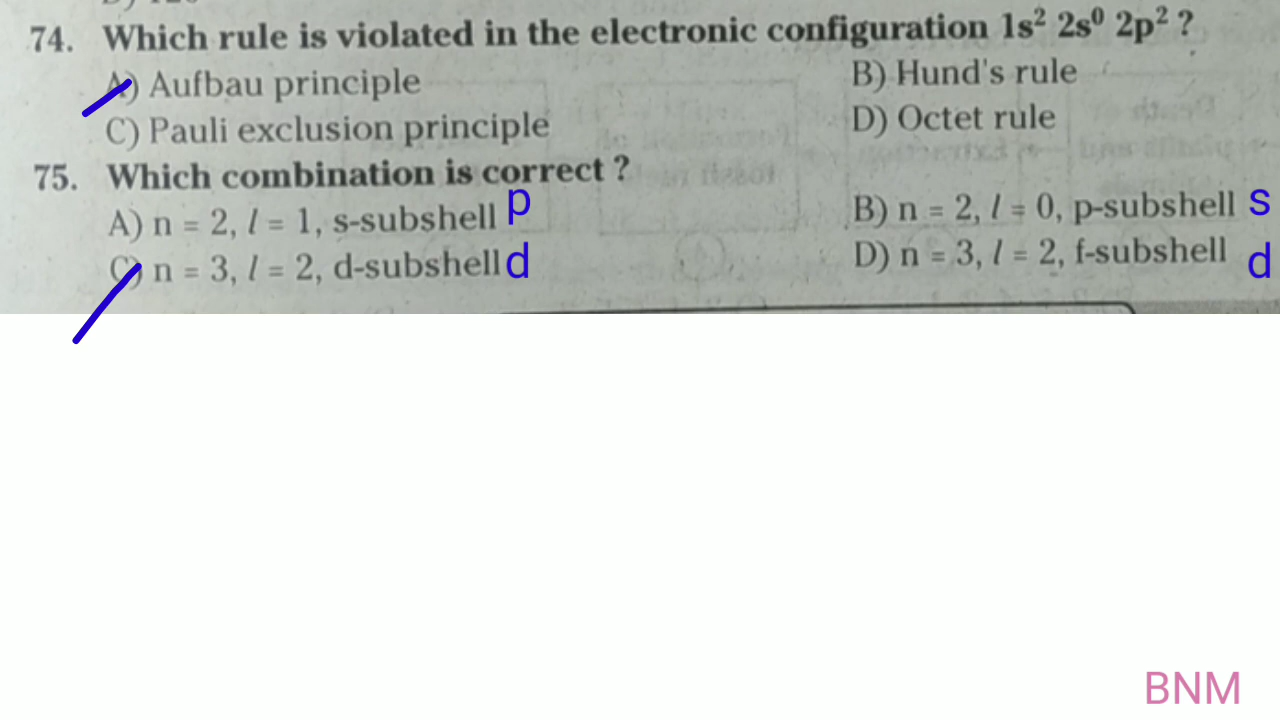 74. Which rule is violated in the electronic configuration 1s² 2s⁰ 2p² ?
A) Aufbau principle B) Hund's rule
C) Pauli exclusion principle D) Octet rule
75. Which combination is correct ?
A) n = 2, l = 1, s-subshell p B) n = 2, l = 0, p-subshell s
C) n = 3, l = 2, d-subshell d D) n = 3, l = 2, f-subshell d
BNM